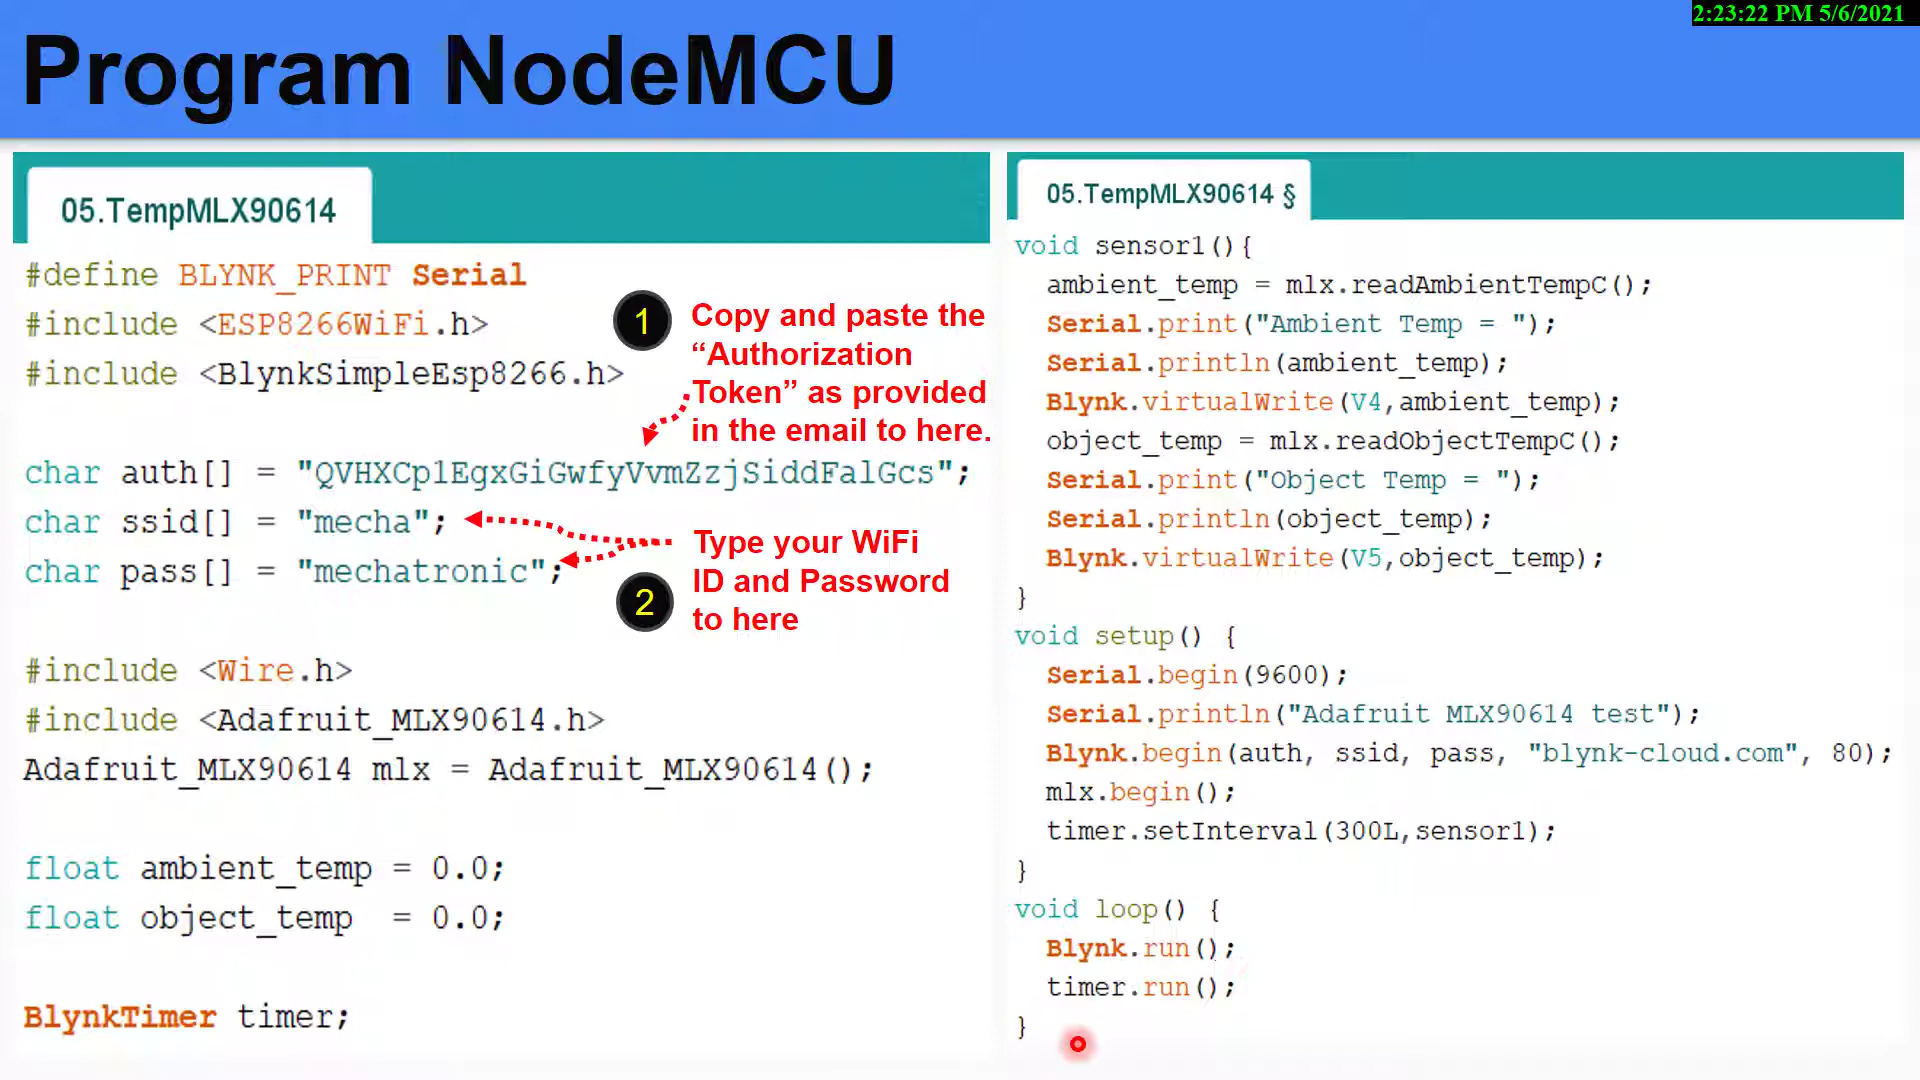 2:23:22 PM 5/6/2021
Program NodeMCU
05.TempMLX90614
#define BLYNK_PRINT Serial
#include <ESP8266WiFi.h>
#include <BlynkSimpleEsp8266.h>
1
Copy and paste the
“Authorization
Token” as provided
in the email to here.
char auth[] = "QVHXCplEgxGiGwfyVvmZzjSiddFalGcs";
char ssid[] = "mecha";
char pass[] = "mechatronic";
2
Type your WiFi
ID and Password
to here
#include <Wire.h>
#include <Adafruit_MLX90614.h>
Adafruit_MLX90614 mlx = Adafruit_MLX90614();
float ambient_temp = 0.0;
float object_temp  = 0.0;
BlynkTimer timer;
05.TempMLX90614 §
void sensor1(){
  ambient_temp = mlx.readAmbientTempC();
  Serial.print("Ambient Temp = ");
  Serial.println(ambient_temp);
  Blynk.virtualWrite(V4,ambient_temp);
  object_temp = mlx.readObjectTempC();
  Serial.print("Object Temp = ");
  Serial.println(object_temp);
  Blynk.virtualWrite(V5,object_temp);
}
void setup() {
  Serial.begin(9600);
  Serial.println("Adafruit MLX90614 test");
  Blynk.begin(auth, ssid, pass, "blynk-cloud.com", 80);
  mlx.begin();
  timer.setInterval(300L,sensor1);
}
void loop() {
  Blynk.run();
  timer.run();
}